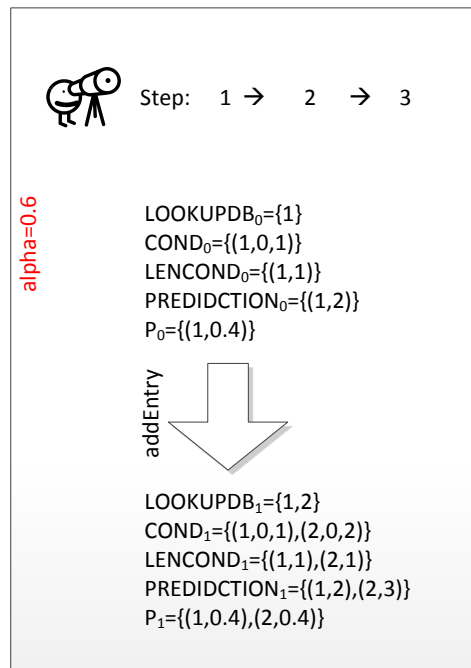 Step: 1 → 2 → 3
alpha=0.6
LOOKUPDB₀={1}
COND₀={(1,0,1)}
LENCOND₀={(1,1)}
PREDIDCTION₀={(1,2)}
P₀={(1,0.4)}
addEntry
LOOKUPDB₁={1,2}
COND₁={(1,0,1),(2,0,2)}
LENCOND₁={(1,1),(2,1)}
PREDIDCTION₁={(1,2),(2,3)}
P₁={(1,0.4),(2,0.4)}